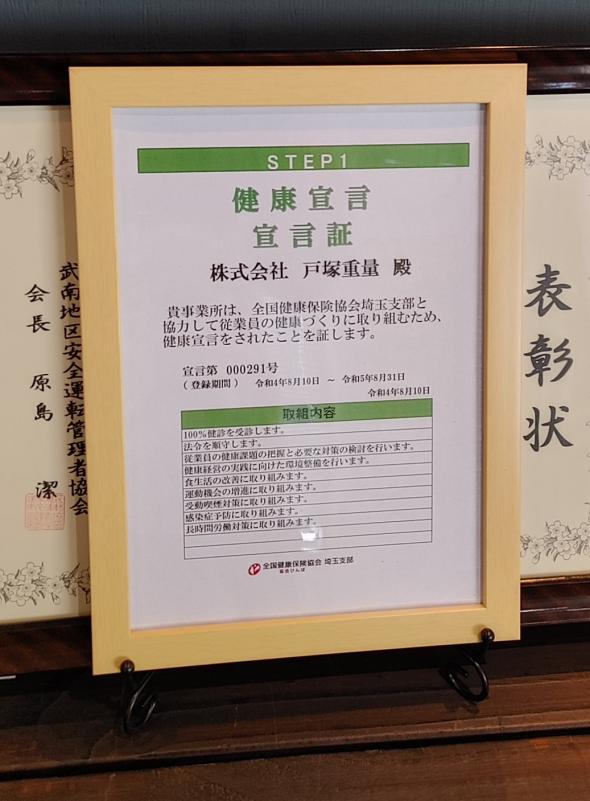 STEP1
健康宣言
宣言証
株式会社 戸塚重量 殿
貴事業所は、全国健康保険協会埼玉支部と
協力して従業員の健康づくりに取り組むため、
健康宣言をされたことを証します。
宣言第 000291号
(登録期間) 令和4年8月10日 ～ 令和5年8月31日
令和4年8月10日
取組内容
100%健診を受診します。
法令を順守します。
従業員の健康課題の把握と必要な対策の検討を行います。
健康経営の実践に向けた環境整備を行います。
食生活の改善に取り組みます。
運動機会の増進に取り組みます。
受動喫煙対策に取り組みます。
感染症予防に取り組みます。
長時間労働対策に取り組みます。
全国健康保険協会 埼玉支部
協会けんぽ
表彰状
武南地区安全運転管理者協会
会長 原島 潔